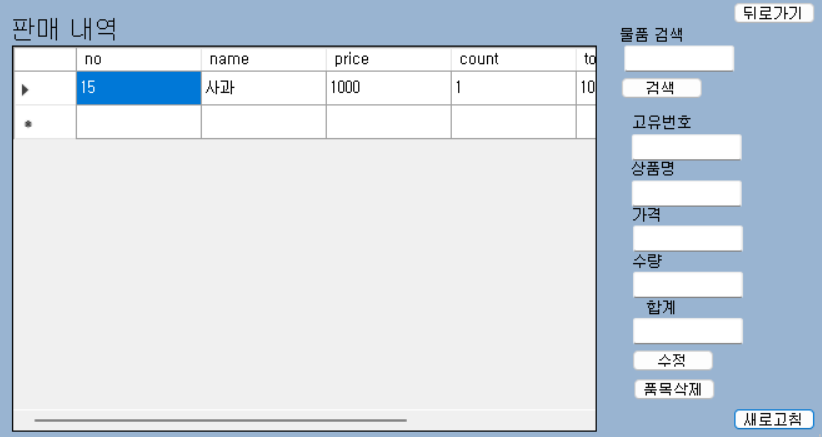 뒤로가기
판매 내역
물품 검색
no name price count to
15 사과 1000 1 10
검색
고유번호
상품명
가격
수량
합계
수정
품목삭제
새로고침